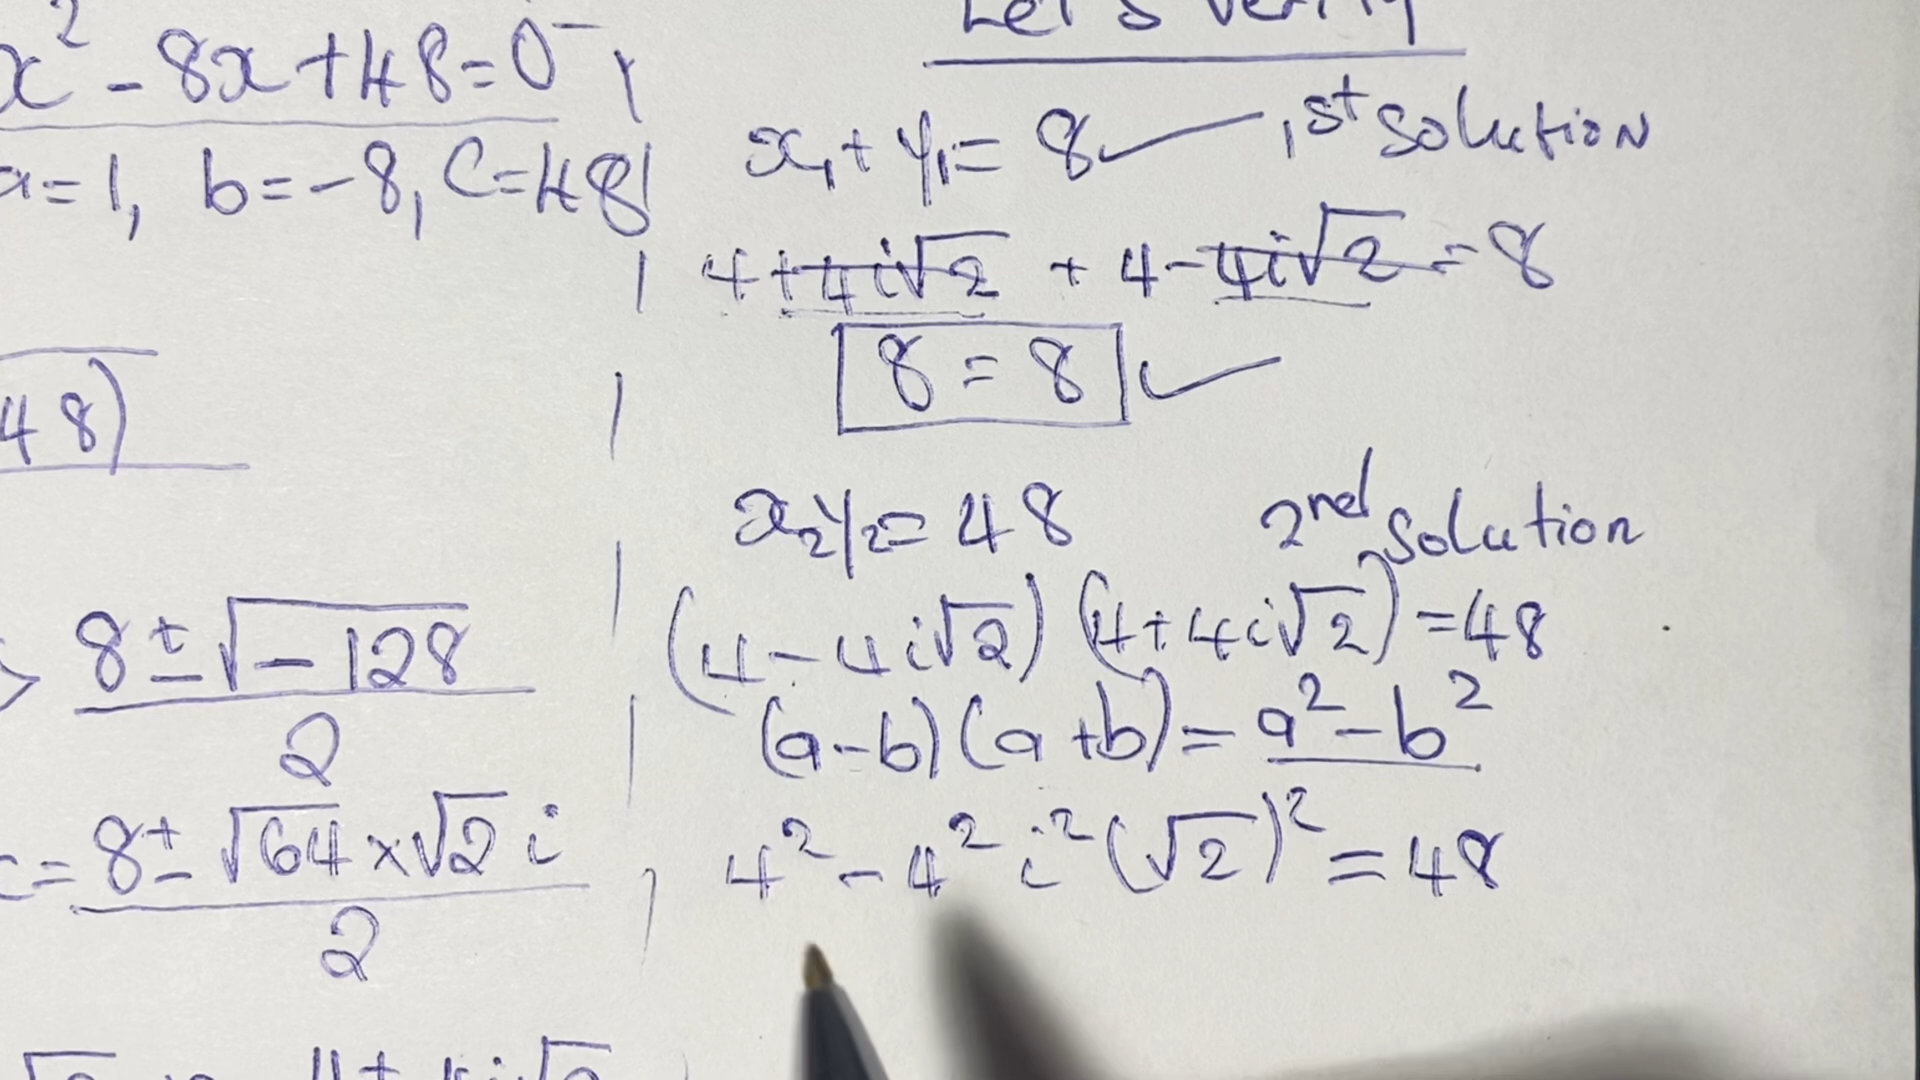 x² - 8x + 48 = 0
a = 1, b = -8, C = 48
48)
8 ± √-128
2
= 8 ± √64 × √2 i
2
Let's verify
x₁ + y₁ = 8 ✓ 1st Solution
4 + 4i√2 + 4 - 4i√2 = 8
8 = 8 ✓
x₂y₂ = 48 2nd Solution
(4 - 4i√2) (4 + 4i√2) = 48
(a - b) (a + b) = a² - b²
4² - 4² i² (√2)² = 48